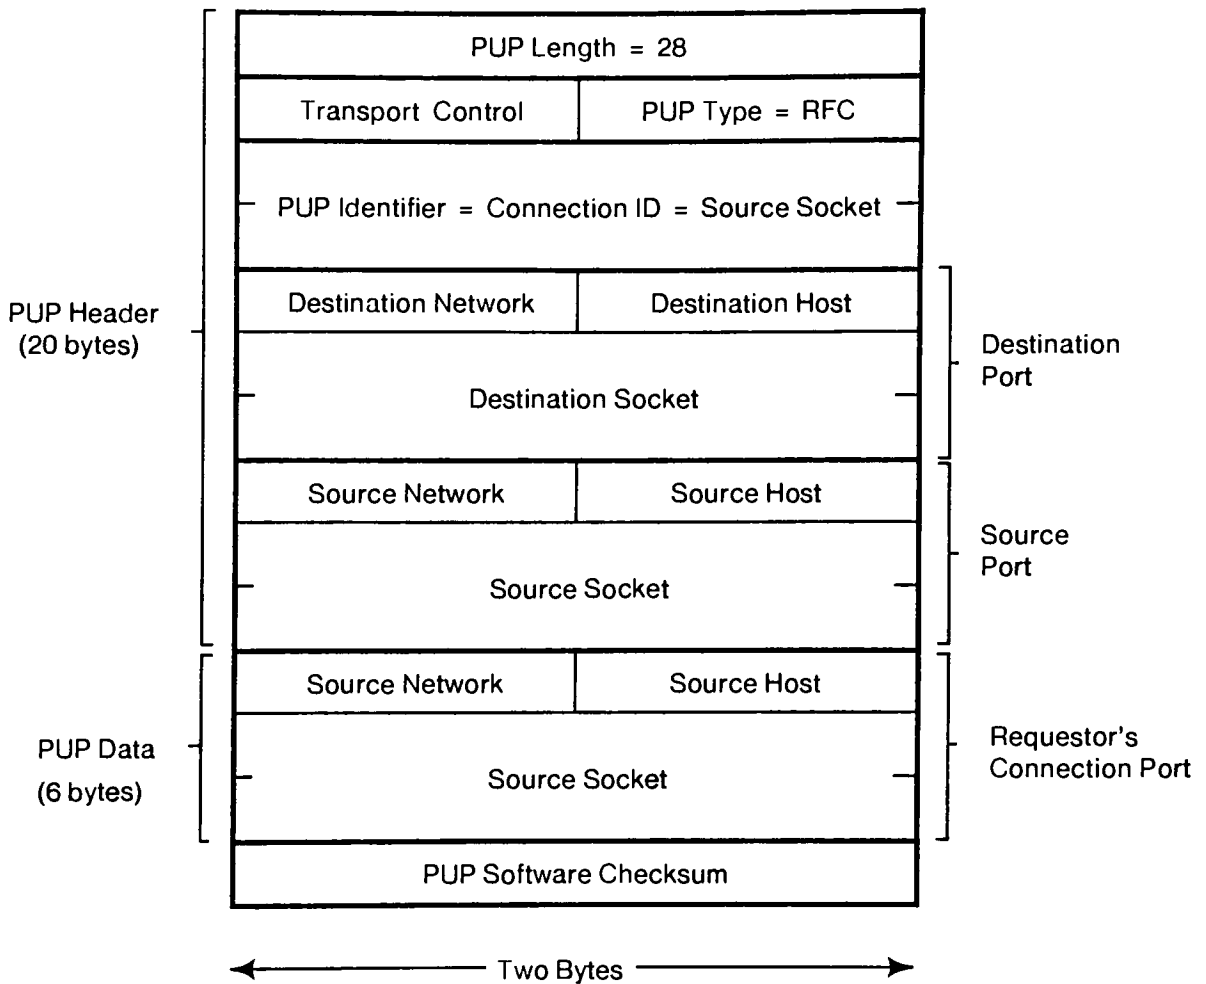 PUP Length = 28
Transport Control
PUP Type = RFC
PUP Identifier = Connection ID = Source Socket
Destination Network
Destination Host
PUP Header
(20 bytes)
Destination
Port
Destination Socket
Source Network
Source Host
Source
Port
Source Socket
Source Network
Source Host
PUP Data
(6 bytes)
Requestor's
Connection Port
Source Socket
PUP Software Checksum
Two Bytes